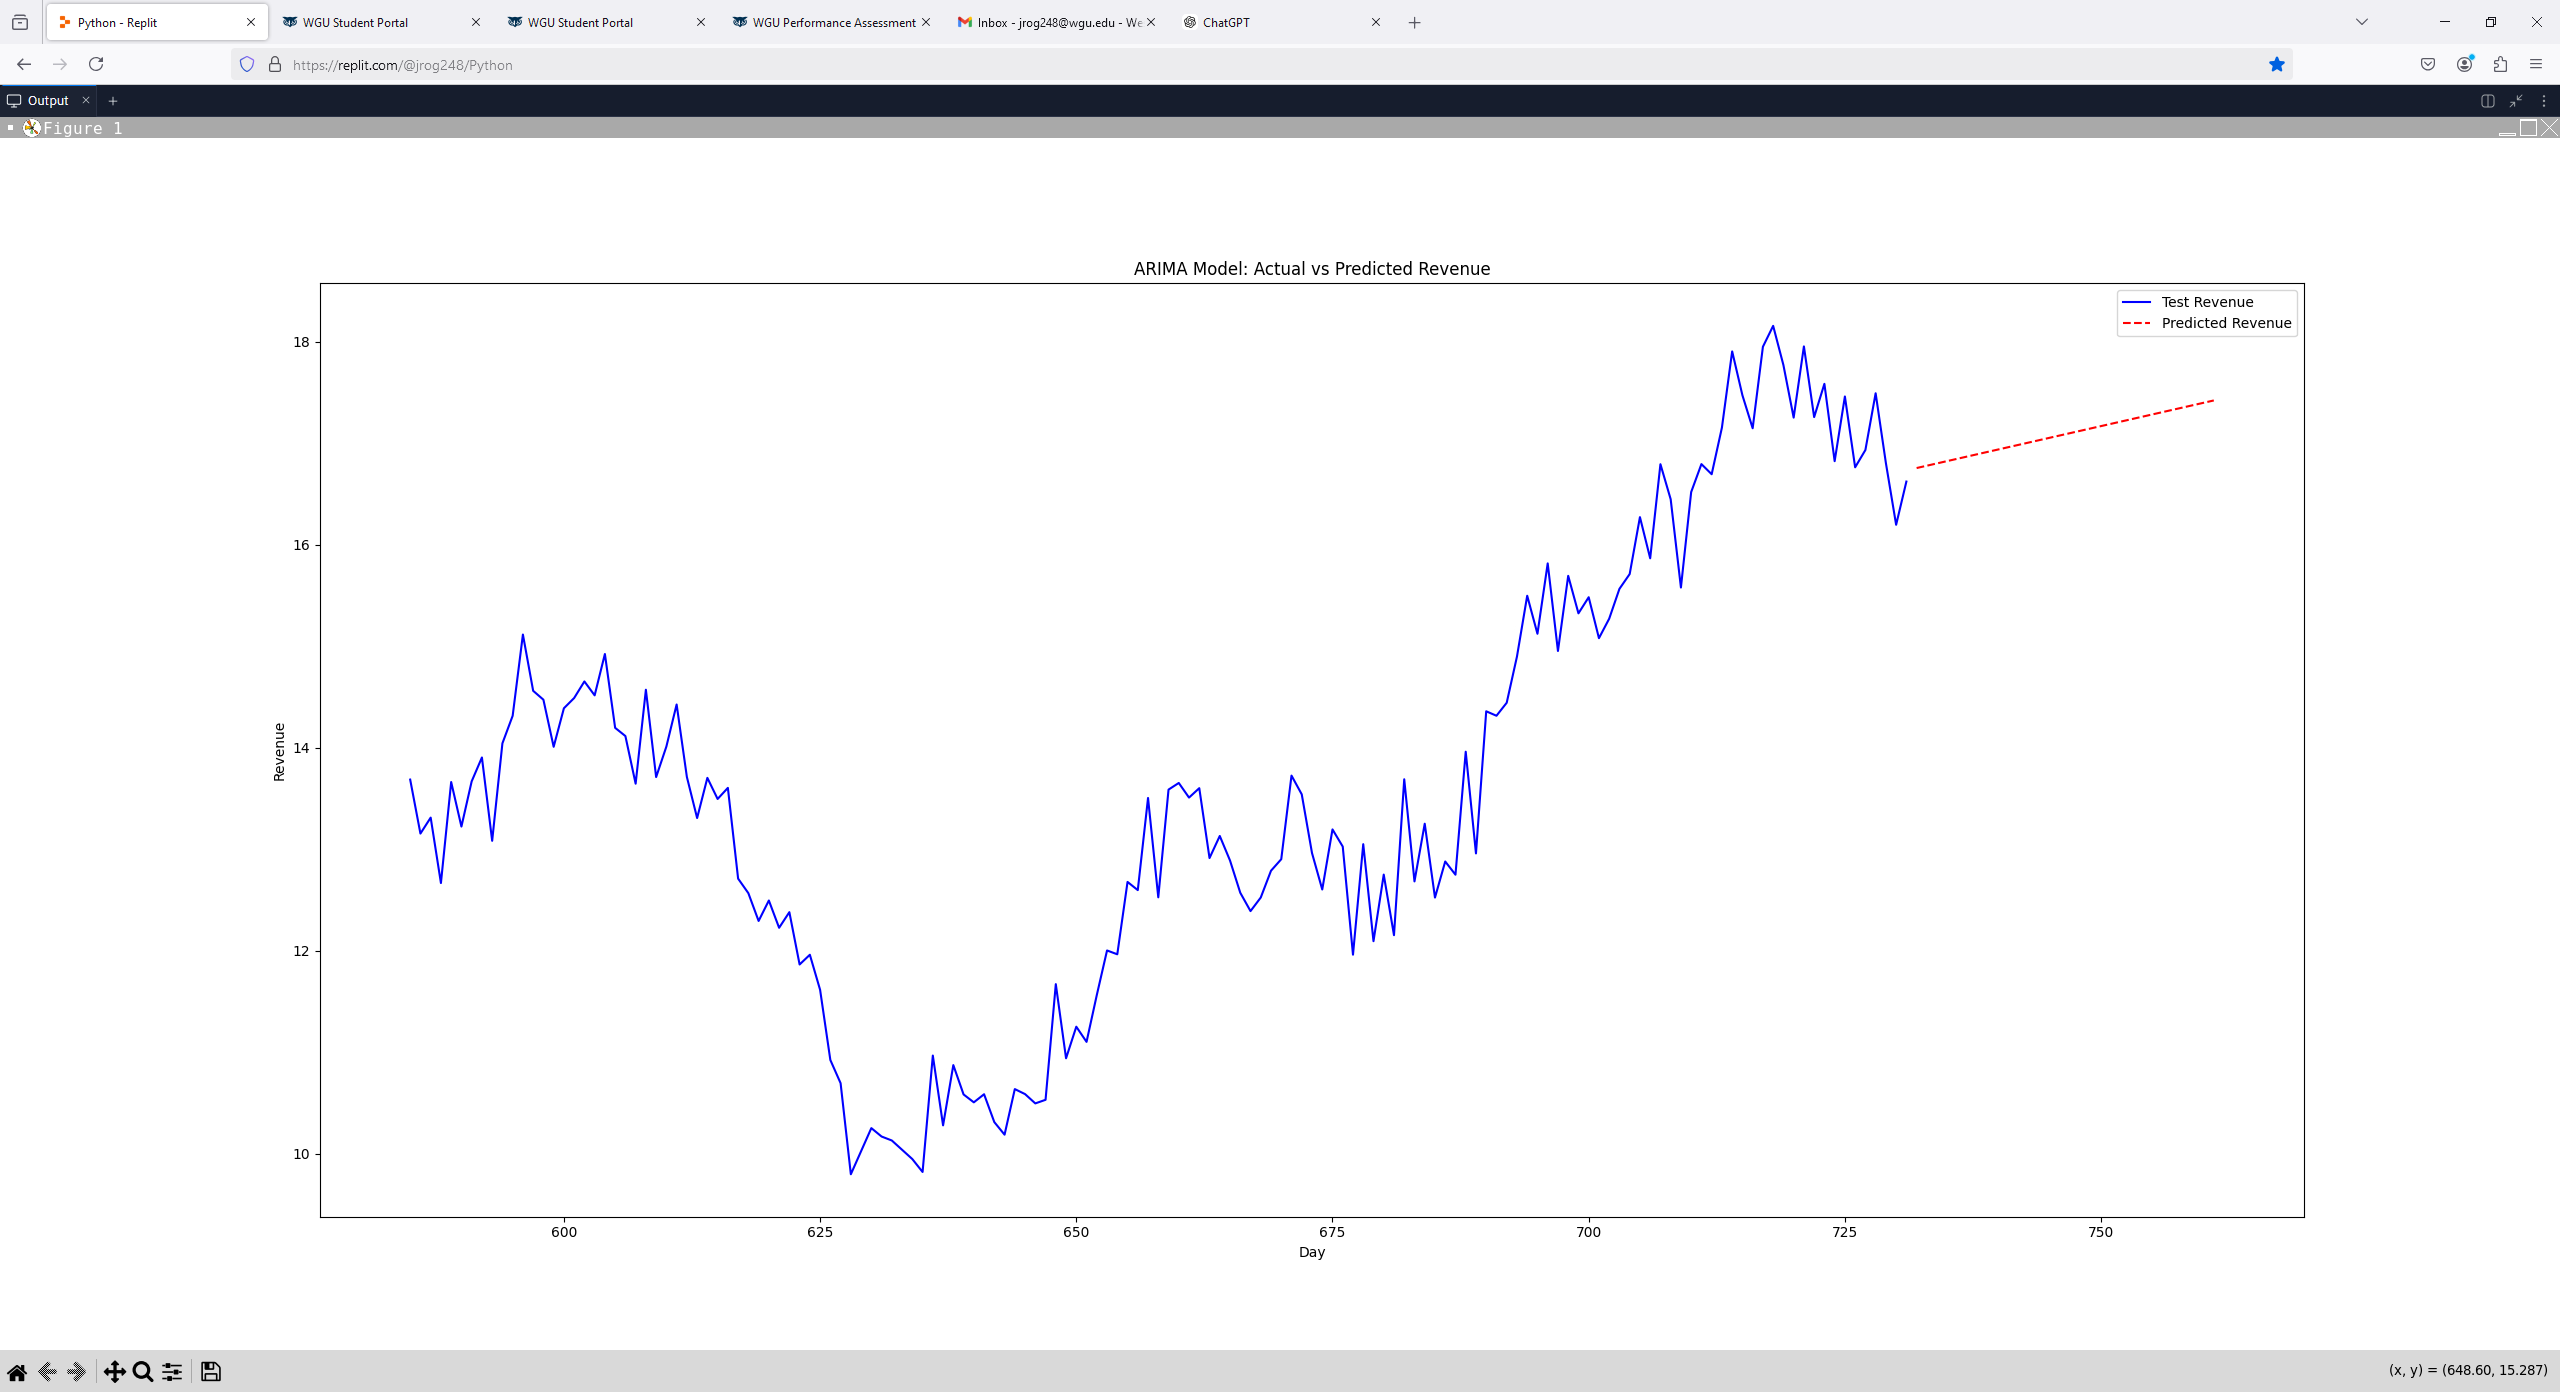 Python - Replit
WGU Student Portal
WGU Student Portal
WGU Performance Assessment
Inbox - jrog248@wgu.edu - We
ChatGPT
https://replit.com/@jrog248/Python
Output
Figure 1
ARIMA Model: Actual vs Predicted Revenue
Test Revenue
Predicted Revenue
18
16
14
12
10
Revenue
600
625
650
675
700
725
750
Day
(x, y) = (648.60, 15.287)